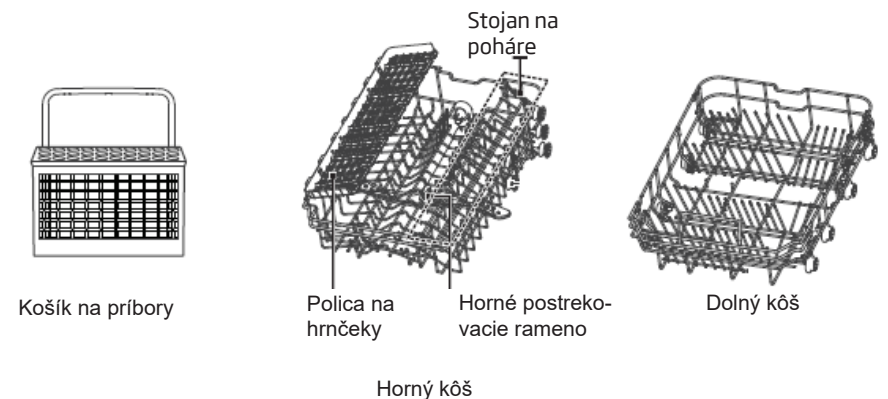 Stojan na
poháre
Košík na príbory
Polica na
hrnčeky
Horné postreko-
vacie rameno
Dolný kôš
Horný kôš